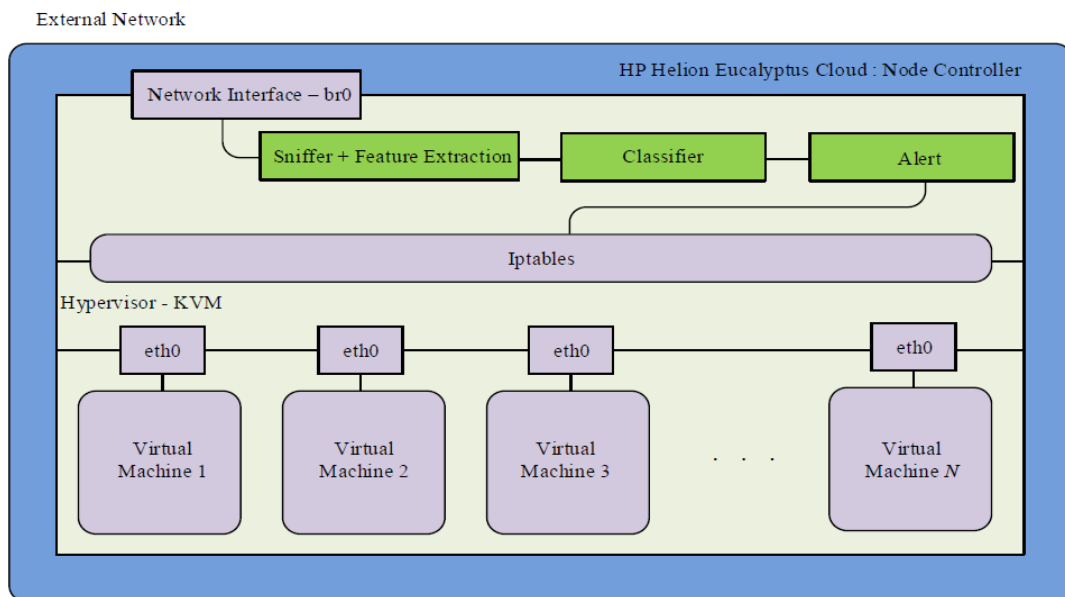 External Network
HP Helion Eucalyptus Cloud : Node Controller
Network Interface – br0
Sniffer + Feature Extraction
Classifier
Alert
Iptables
Hypervisor - KVM
eth0
eth0
eth0
eth0
Virtual
Machine 1
Virtual
Machine 2
Virtual
Machine 3
. . .
Virtual
Machine N